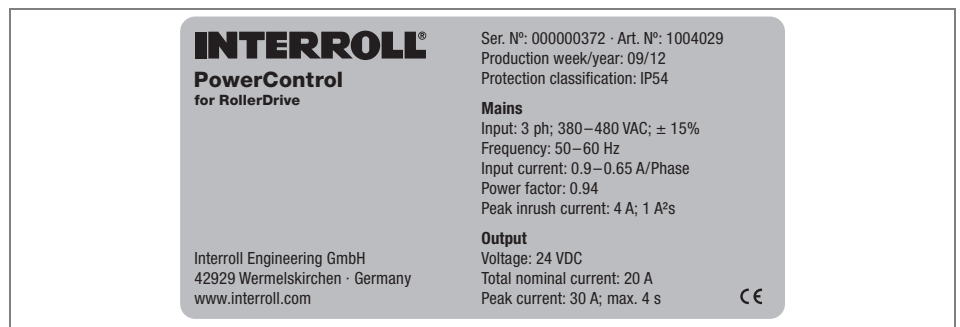 INTERROLL®
PowerControl
for RollerDrive
Interroll Engineering GmbH
42929 Wermelskirchen · Germany
www.interroll.com
Ser. Nº: 000000372 · Art. Nº: 1004029
Production week/year: 09/12
Protection classification: IP54
Mains
Input: 3 ph; 380–480 VAC; ± 15%
Frequency: 50–60 Hz
Input current: 0.9–0.65 A/Phase
Power factor: 0.94
Peak inrush current: 4 A; 1 A²s
Output
Voltage: 24 VDC
Total nominal current: 20 A
Peak current: 30 A; max. 4 s
CE